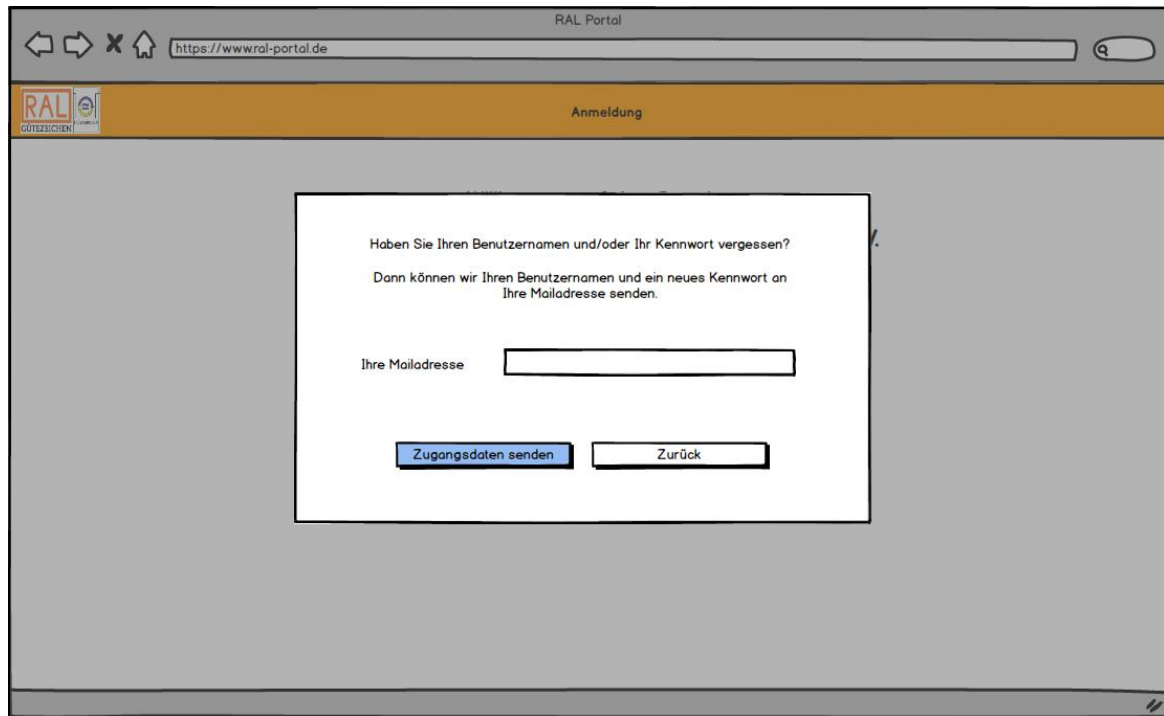 RAL Portal
https://www.ral-portal.de
RAL
GÜTEZEICHEN
Anmeldung
Haben Sie Ihren Benutzernamen und/oder Ihr Kennwort vergessen?
Dann können wir Ihren Benutzernamen und ein neues Kennwort an
Ihre Mailadresse senden.
Ihre Mailadresse
Zugangsdaten senden
Zurück